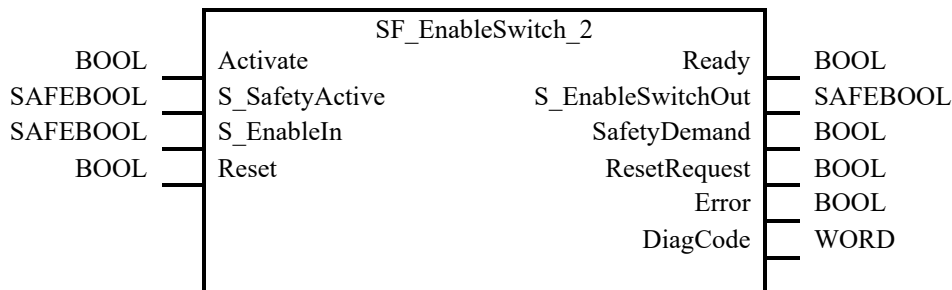 SF_EnableSwitch_2
BOOL Activate Ready BOOL
SAFEBOOL S_SafetyActive S_EnableSwitchOut SAFEBOOL
SAFEBOOL S_EnableIn SafetyDemand BOOL
BOOL Reset ResetRequest BOOL
Error BOOL
DiagCode WORD